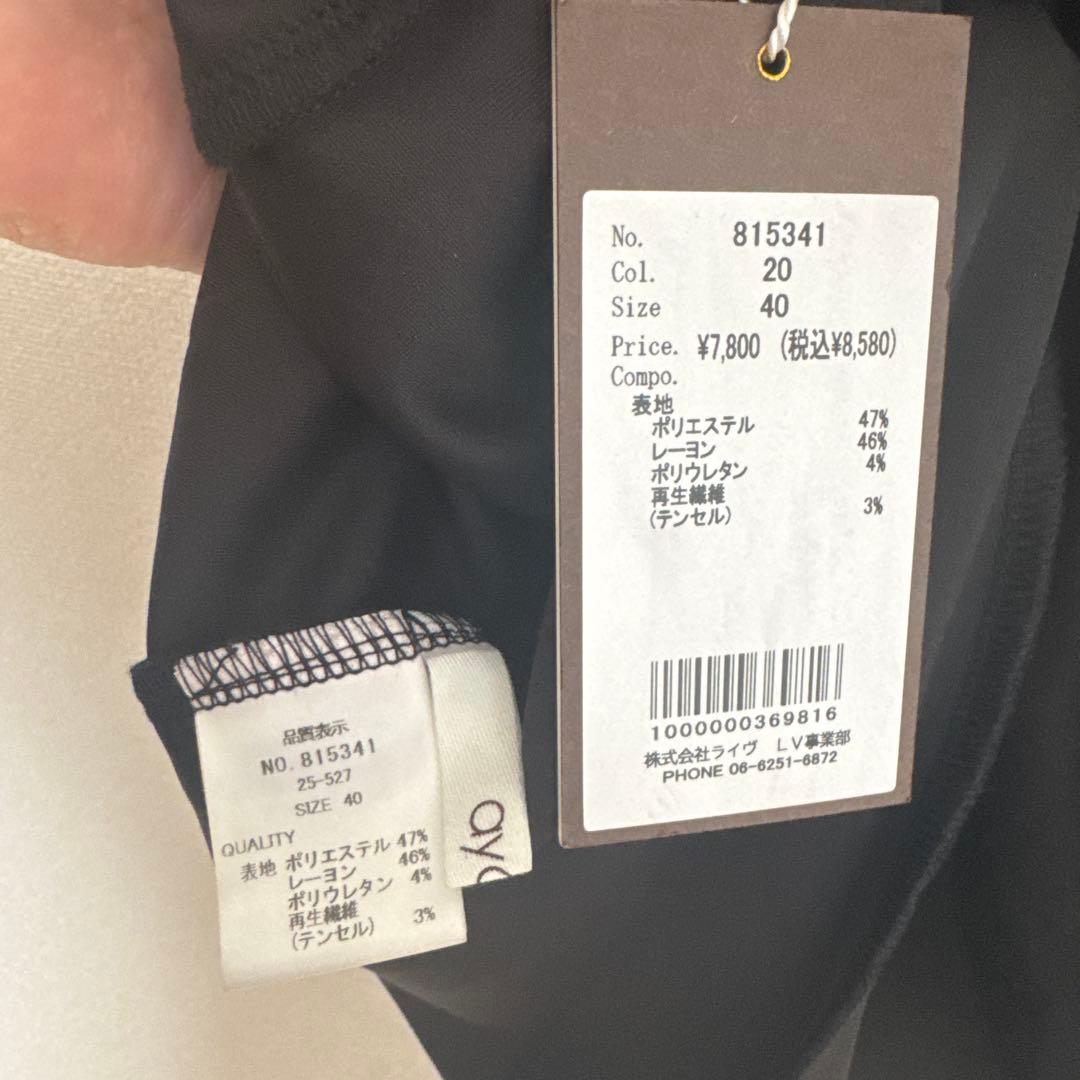 No. 815341
Col. 20
Size 40
Price. ¥7,800 (税込¥8,580)
Compo.
表地
ポリエステル 47%
レーヨン 46%
ポリウレタン 4%
再生繊維
(テンセル) 3%
1000000369816
株式会社ライヴ LV事業部
PHONE 06-6251-6872
品質表示
NO.815341
25-527
SIZE 40
QUALITY
表地 ポリエステル 47%
レーヨン 46%
ポリウレタン 4%
再生繊維
(テンセル) 3%